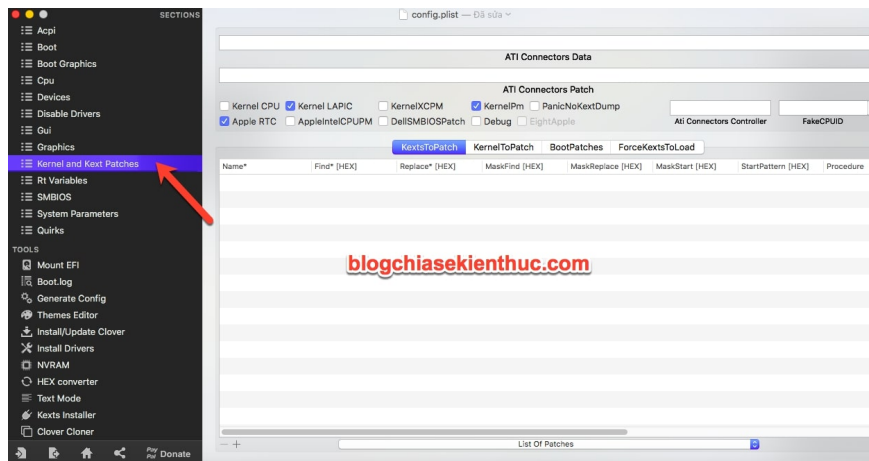 SECTIONS
config.plist — Đã sửa
Acpi
Boot
Boot Graphics
Cpu
Devices
Disable Drivers
Gui
Graphics
Kernel and Kext Patches
Rt Variables
SMBIOS
System Parameters
Quirks
TOOLS
Mount EFI
Boot.log
Generate Config
Themes Editor
Install/Update Clover
Install Drivers
NVRAM
HEX converter
Text Mode
Kexts Installer
Clover Cloner
Pay Pal Donate
ATI Connectors Data
ATI Connectors Patch
Kernel CPU Kernel LAPIC KernelXCPM KernelPm PanicNoKextDump
Apple RTC AppleIntelCPUPM DellSMBIOSPatch Debug EightApple Ati Connectors Controller FakeCPUID
KextsToPatch KernelToPatch BootPatches ForceKextsToLoad
Name* Find* [HEX] Replace* [HEX] MaskFind [HEX] MaskReplace [HEX] MaskStart [HEX] StartPattern [HEX] Procedure
blogchiasekienthuc.com
List Of Patches